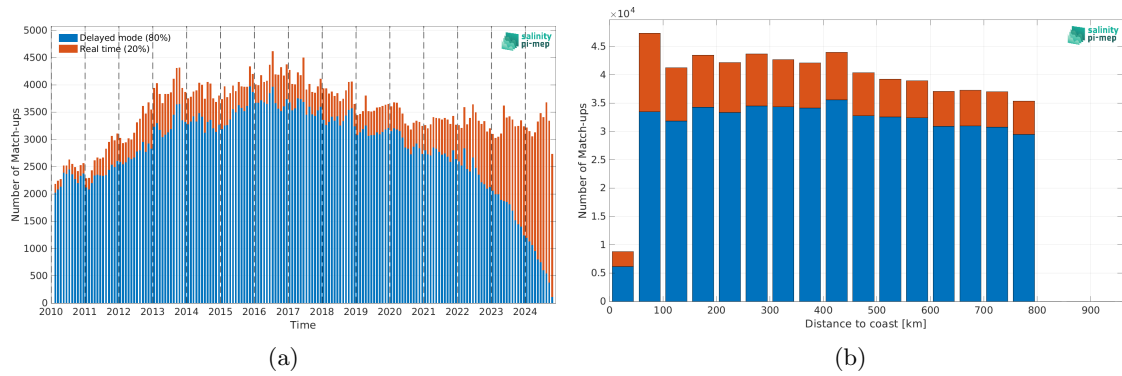 5000
4500
4000
3500
3000
2500
2000
1500
1000
500
0
Number of Match-ups
Delayed mode (80%)
Real time (20%)
salinity
pi-mep
2010 2011 2012 2013 2014 2015 2016 2017 2018 2019 2020 2021 2022 2023 2024
Time
(a)
×10⁴
4.5
4
3.5
3
2.5
2
1.5
1
0.5
0
Number of Match-ups
salinity
pi-mep
0 100 200 300 400 500 600 700 800 900
Distance to coast [km]
(b)